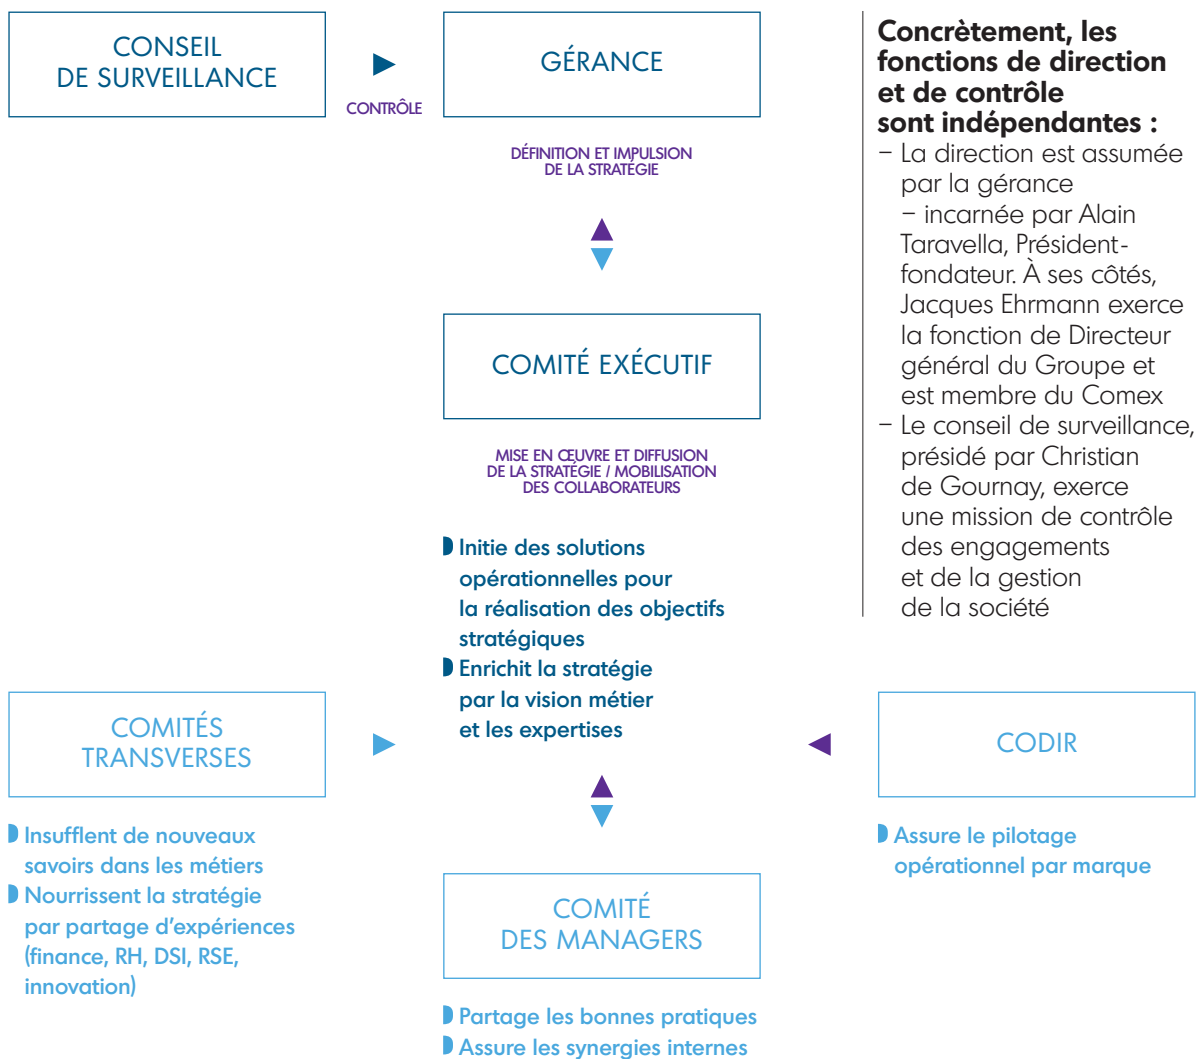 CONSEIL
DE SURVEILLANCE
CONTRÔLE
GÉRANCE
DÉFINITION ET IMPULSION
DE LA STRATÉGIE
COMITÉ EXÉCUTIF
MISE EN ŒUVRE ET DIFFUSION
DE LA STRATÉGIE / MOBILISATION
DES COLLABORATEURS
Initie des solutions
opérationnelles pour
la réalisation des objectifs
stratégiques
Enrichit la stratégie
par la vision métier
et les expertises
COMITÉS
TRANSVERSES
Insufflent de nouveaux
savoirs dans les métiers
Nourrissent la stratégie
par partage d'expériences
(finance, RH, DSI, RSE,
innovation)
COMITÉ
DES MANAGERS
Partage les bonnes pratiques
Assure les synergies internes
CODIR
Assure le pilotage
opérationnel par marque
Concrètement, les
fonctions de direction
et de contrôle
sont indépendantes :
– La direction est assumée
par la gérance
– incarnée par Alain
Taravella, Président-
fondateur. À ses côtés,
Jacques Ehrmann exerce
la fonction de Directeur
général du Groupe et
est membre du Comex
– Le conseil de surveillance,
présidé par Christian
de Gournay, exerce
une mission de contrôle
des engagements
et de la gestion
de la société